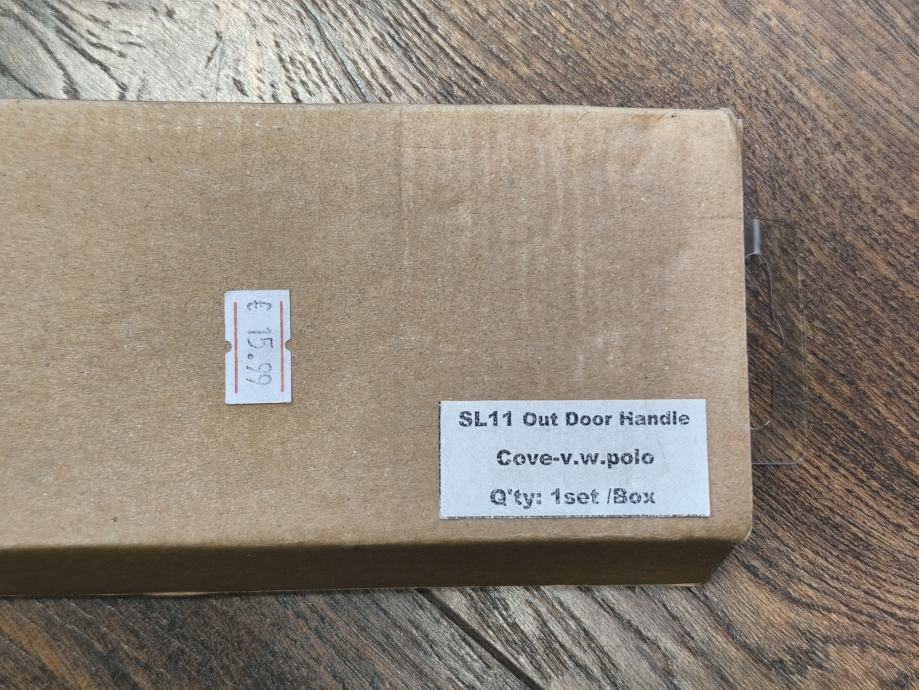 £ 15.99
SL11 Out Door Handle
Cove-v.w.polo
Q'ty: 1set /Box